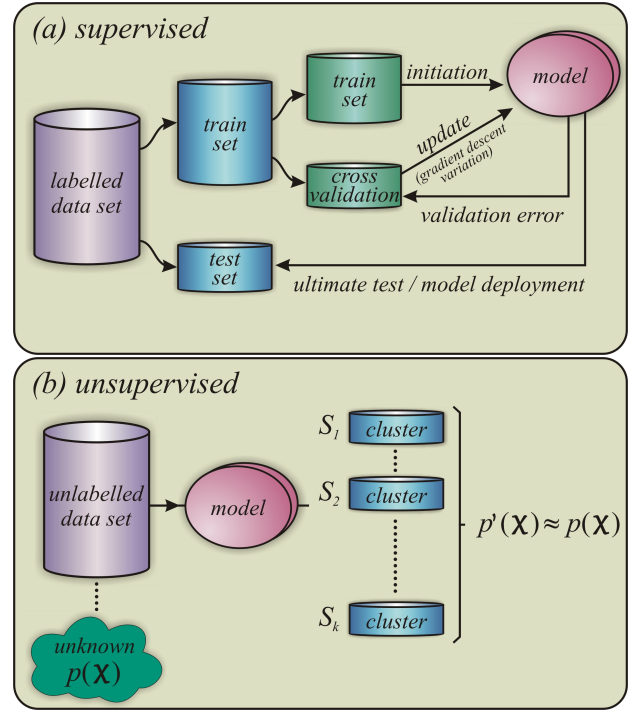 (a) supervised
train
set
initiation
model
train
set
update
(gradient descent
variation)
labelled
data set
cross
validation
validation error
test
set
ultimate test / model deployment
(b) unsupervised
S1 cluster
unlabelled
data set
model
S2 cluster
p'(χ) ≈ p(χ)
Sk cluster
unknown
p(χ)